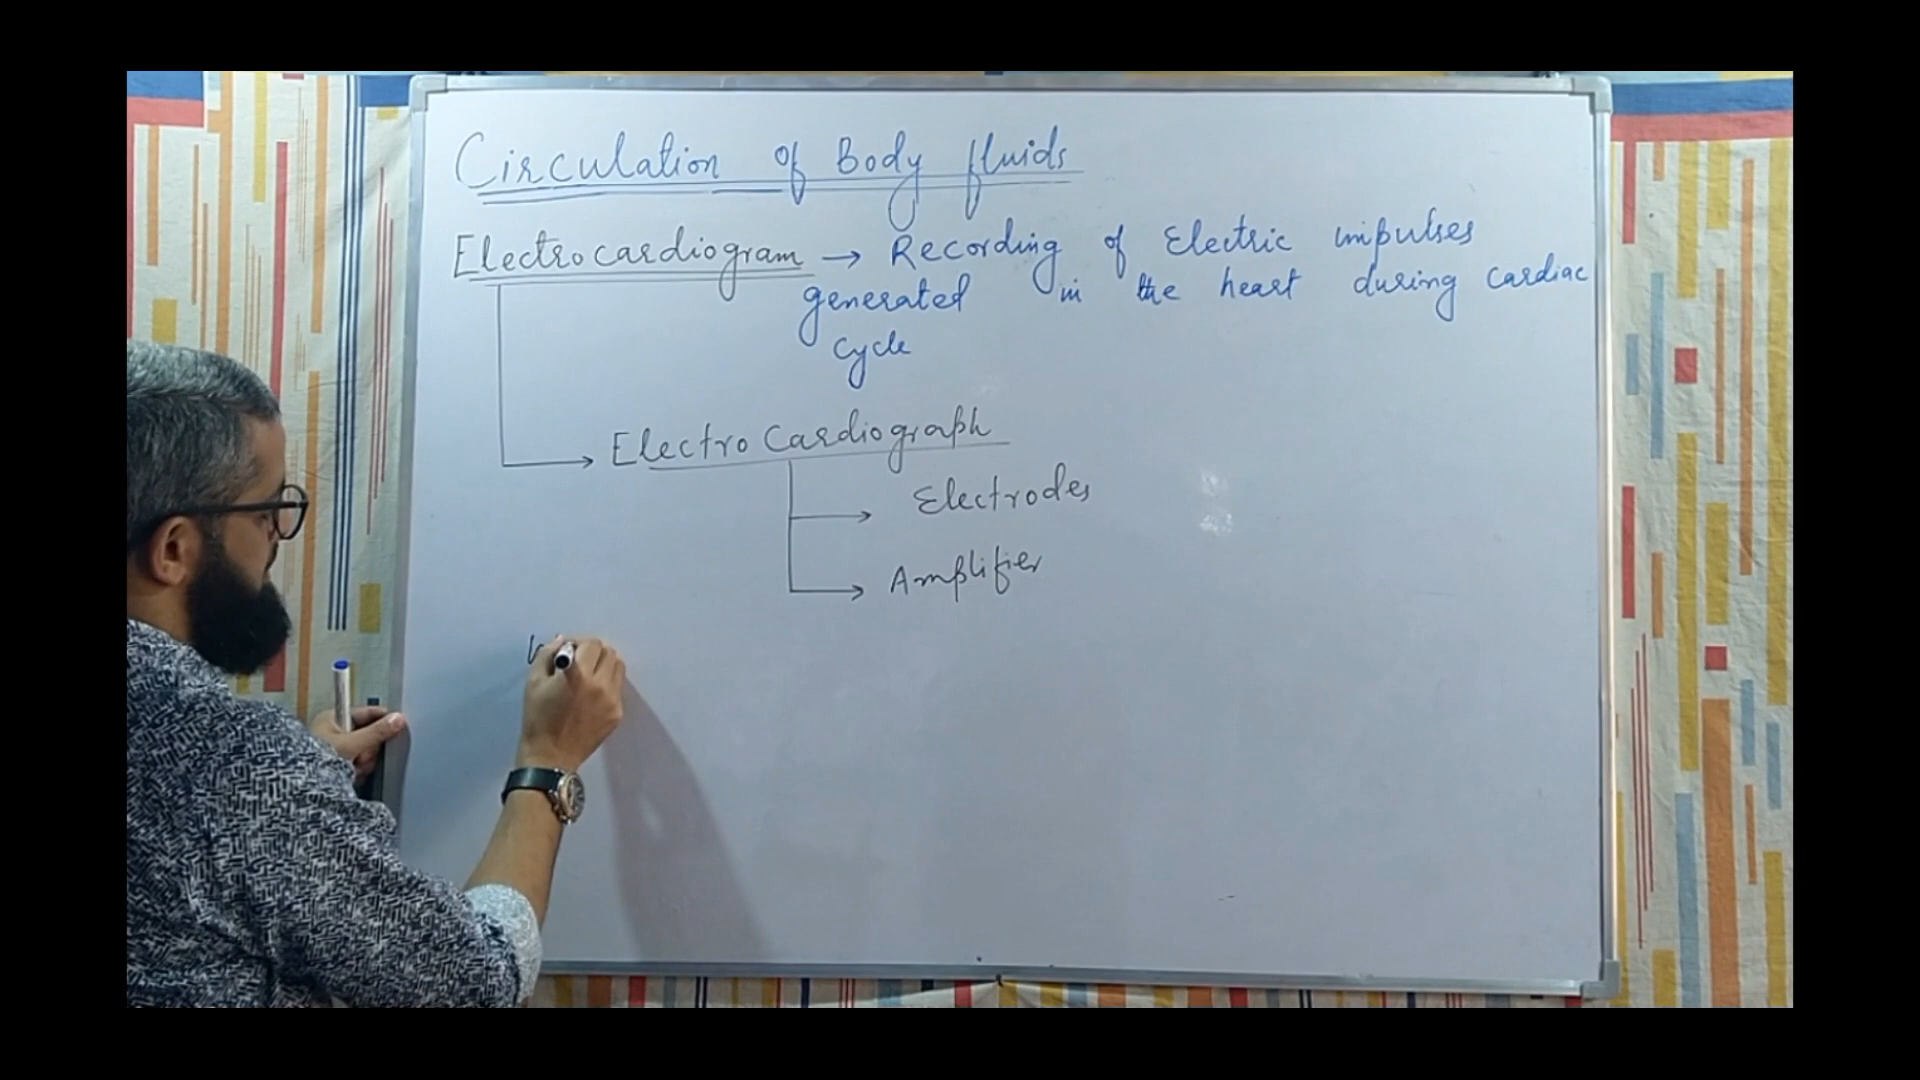 Circulation of Body fluids
Electrocardiogram → Recording of Electric impulses
generated in the heart during cardiac
cycle
Electro Cardiograph
Electrodes
Amplifier